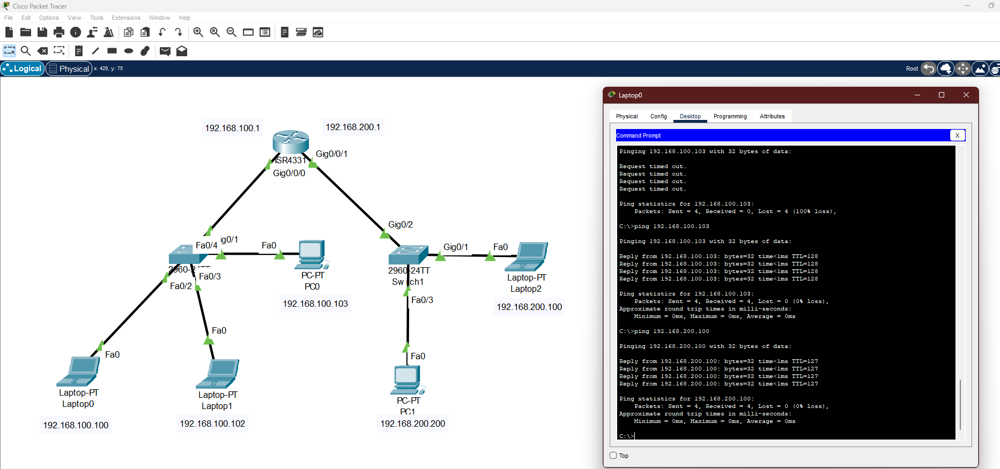 Cisco Packet Tracer
File Edit Options View Tools Extensions Window Help
Logical Physical x: 429, y: 75 Root
192.168.100.1
192.168.200.1
ISR4331
Gig0/0/1
Gig0/0/0
Gig0/2
Fa0/4
ig0/1
Fa0
Gig0/1
Fa0
2960-24TT
Fa0/3
Fa0/2
PC-PT
PC0
192.168.100.103
2960-24TT
Switch1
Fa0/3
Laptop-PT
Laptop2
192.168.200.100
Fa0
Fa0
Fa0
Laptop-PT
Laptop0
192.168.100.100
Laptop-PT
Laptop1
192.168.100.102
PC-PT
PC1
192.168.200.200
Laptop0
Physical Config Desktop Programming Attributes
Command Prompt X
Pinging 192.168.100.103 with 32 bytes of data:
Request timed out.
Request timed out.
Request timed out.
Request timed out.
Ping statistics for 192.168.100.103:
Packets: Sent = 4, Received = 0, Lost = 4 (100% loss),
C:\>ping 192.168.100.103
Pinging 192.168.100.103 with 32 bytes of data:
Reply from 192.168.100.103: bytes=32 time<1ms TTL=128
Reply from 192.168.100.103: bytes=32 time<1ms TTL=128
Reply from 192.168.100.103: bytes=32 time<1ms TTL=128
Reply from 192.168.100.103: bytes=32 time<1ms TTL=128
Ping statistics for 192.168.100.103:
Packets: Sent = 4, Received = 4, Lost = 0 (0% loss),
Approximate round trip times in milli-seconds:
Minimum = 0ms, Maximum = 0ms, Average = 0ms
C:\>ping 192.168.200.100
Pinging 192.168.200.100 with 32 bytes of data:
Reply from 192.168.200.100: bytes=32 time<1ms TTL=127
Reply from 192.168.200.100: bytes=32 time<1ms TTL=127
Reply from 192.168.200.100: bytes=32 time<1ms TTL=127
Reply from 192.168.200.100: bytes=32 time<1ms TTL=127
Ping statistics for 192.168.200.100:
Packets: Sent = 4, Received = 4, Lost = 0 (0% loss),
Approximate round trip times in milli-seconds:
Minimum = 0ms, Maximum = 0ms, Average = 0ms
C:\>
Top